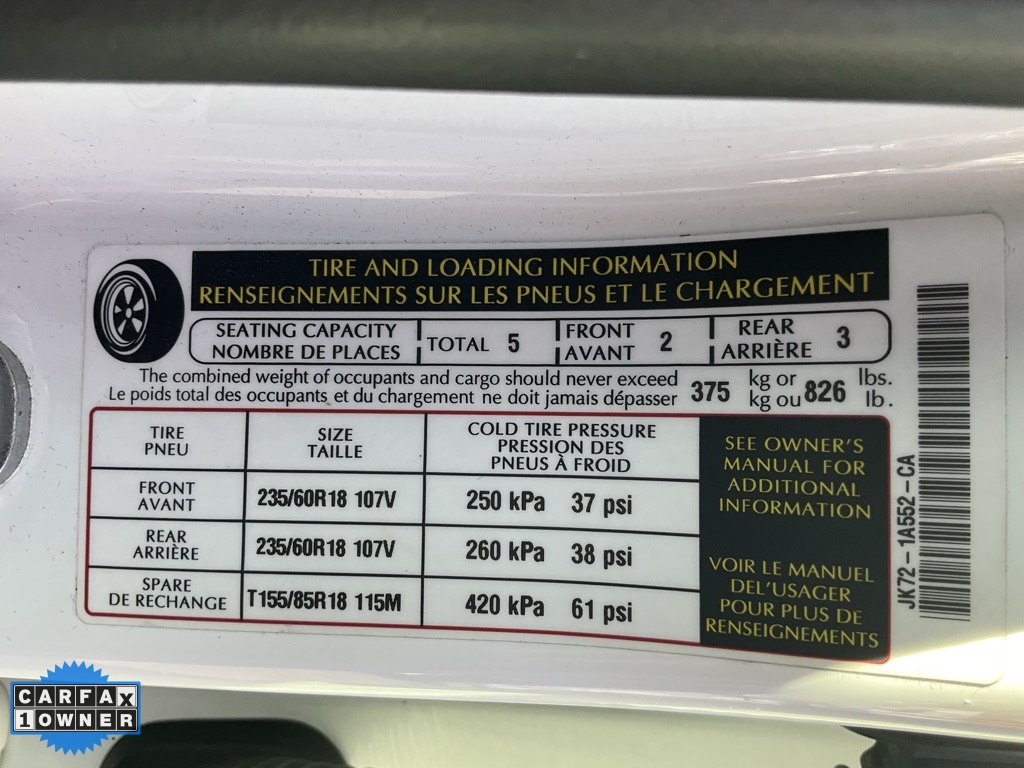 TIRE AND LOADING INFORMATION
RENSEIGNEMENTS SUR LES PNEUS ET LE CHARGEMENT
SEATING CAPACITY
NOMBRE DE PLACES
TOTAL 5
FRONT
AVANT
2
REAR
ARRIÈRE
3
The combined weight of occupants and cargo should never exceed 375 kg or 826 lbs.
Le poids total des occupants et du chargement ne doit jamais dépasser kg ou lb.
TIRE
PNEU
SIZE
TAILLE
COLD TIRE PRESSURE
PRESSION DES
PNEUS À FROID
FRONT
AVANT
235/60R18 107V
250 kPa 37 psi
REAR
ARRIÈRE
235/60R18 107V
260 kPa 38 psi
SPARE
DE RECHANGE
T155/85R18 115M
420 kPa 61 psi
SEE OWNER'S
MANUAL FOR
ADDITIONAL
INFORMATION
VOIR LE MANUEL
DEL'USAGER
POUR PLUS DE
RENSEIGNEMENTS
JK72-1A552-CA
CARFAX
1 OWNER